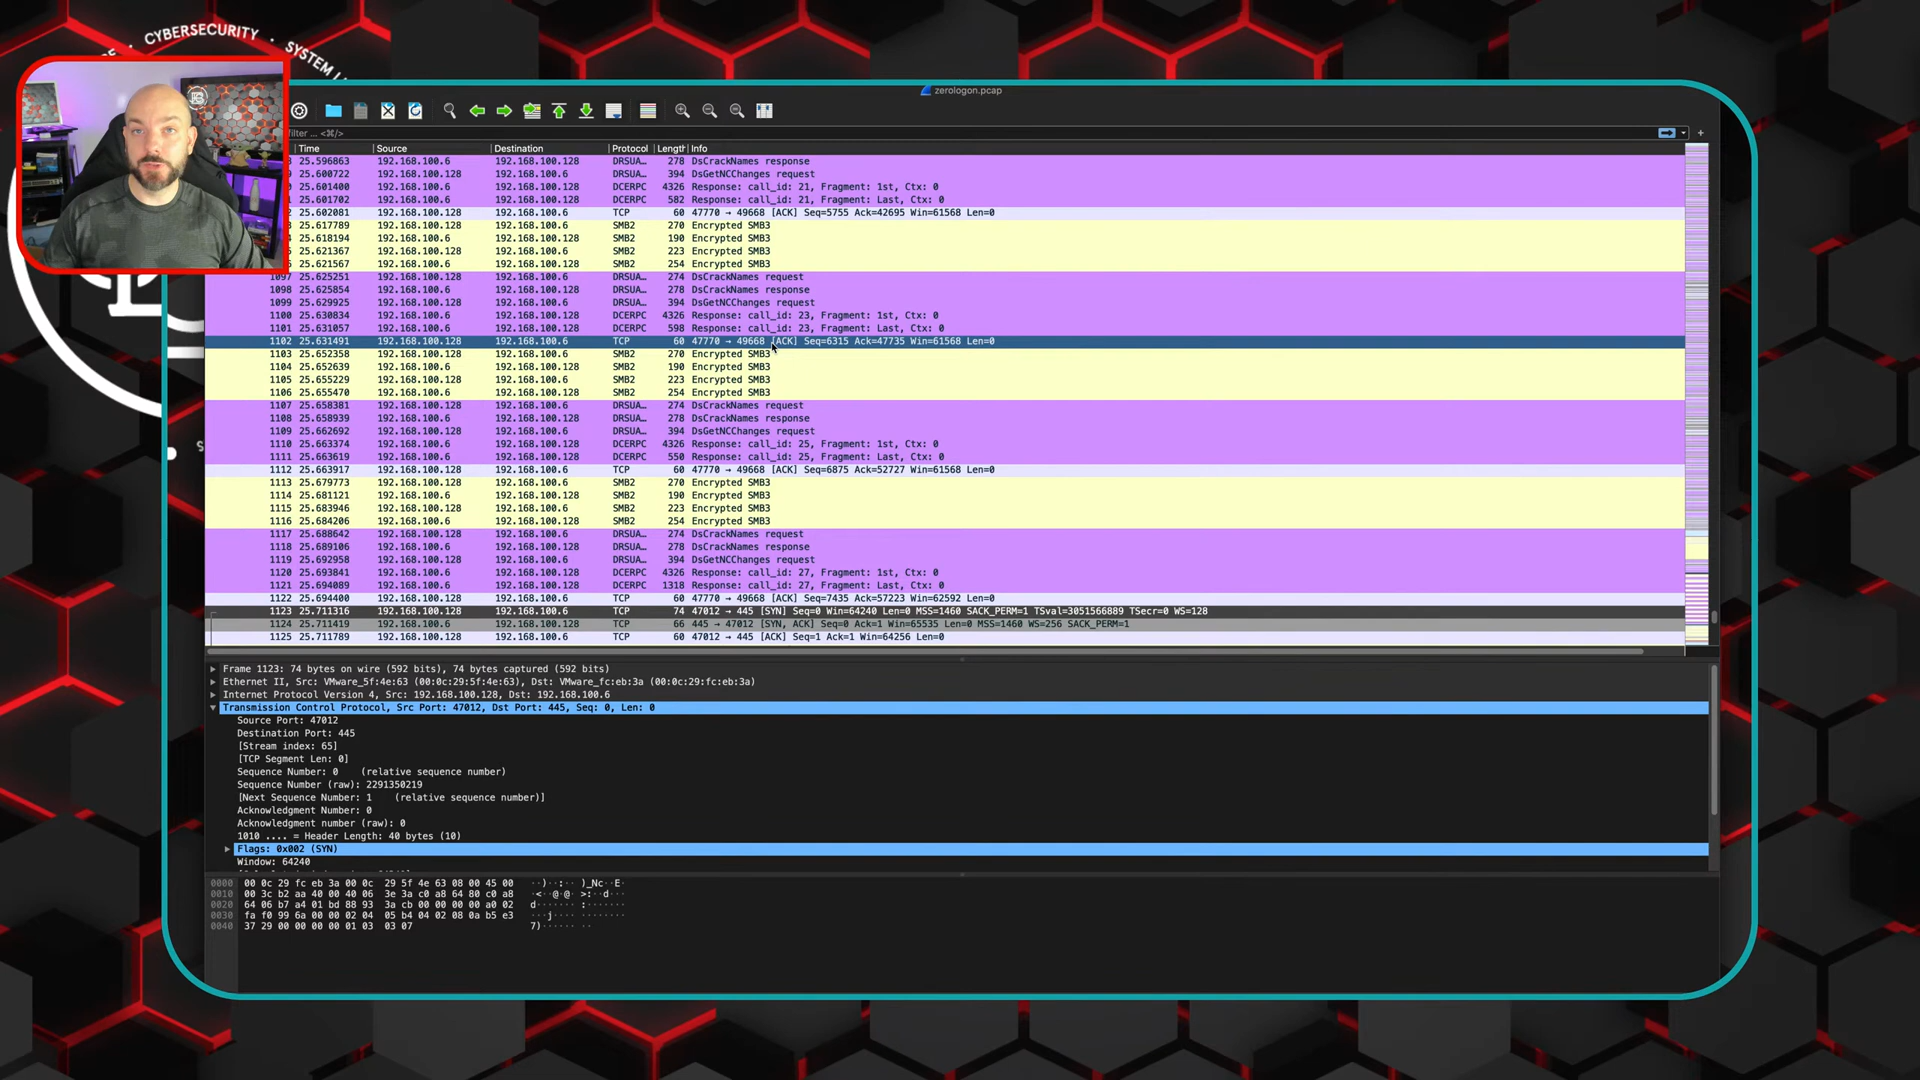 · CYBERSECURITY ·
SYSTEM
zerologon.pcap
filter ... <⌘/>
+
Time Source Destination Protocol Length Info
25.596863 192.168.100.6 192.168.100.128 DRSUA… 278 DsCrackNames response
25.600722 192.168.100.128 192.168.100.6 DRSUA… 394 DsGetNCChanges request
25.601400 192.168.100.6 192.168.100.128 DCERPC 4326 Response: call_id: 21, Fragment: 1st, Ctx: 0
25.601702 192.168.100.6 192.168.100.128 DCERPC 582 Response: call_id: 21, Fragment: Last, Ctx: 0
25.602081 192.168.100.128 192.168.100.6 TCP 60 47770 → 49668 [ACK] Seq=5755 Ack=42695 Win=61568 Len=0
25.617789 192.168.100.128 192.168.100.6 SMB2 270 Encrypted SMB3
25.618194 192.168.100.6 192.168.100.128 SMB2 190 Encrypted SMB3
25.621367 192.168.100.128 192.168.100.6 SMB2 223 Encrypted SMB3
25.621567 192.168.100.6 192.168.100.128 SMB2 254 Encrypted SMB3
1097 25.625251 192.168.100.128 192.168.100.6 DRSUA… 274 DsCrackNames request
1098 25.625854 192.168.100.6 192.168.100.128 DRSUA… 278 DsCrackNames response
1099 25.629925 192.168.100.128 192.168.100.6 DRSUA… 394 DsGetNCChanges request
1100 25.630834 192.168.100.6 192.168.100.128 DCERPC 4326 Response: call_id: 23, Fragment: 1st, Ctx: 0
1101 25.631057 192.168.100.6 192.168.100.128 DCERPC 598 Response: call_id: 23, Fragment: Last, Ctx: 0
1102 25.631491 192.168.100.128 192.168.100.6 TCP 60 47770 → 49668 [ACK] Seq=6315 Ack=47735 Win=61568 Len=0
1103 25.652358 192.168.100.128 192.168.100.6 SMB2 270 Encrypted SMB3
1104 25.652639 192.168.100.6 192.168.100.128 SMB2 190 Encrypted SMB3
1105 25.655229 192.168.100.128 192.168.100.6 SMB2 223 Encrypted SMB3
1106 25.655470 192.168.100.6 192.168.100.128 SMB2 254 Encrypted SMB3
1107 25.658381 192.168.100.128 192.168.100.6 DRSUA… 274 DsCrackNames request
1108 25.658939 192.168.100.6 192.168.100.128 DRSUA… 278 DsCrackNames response
1109 25.662692 192.168.100.128 192.168.100.6 DRSUA… 394 DsGetNCChanges request
1110 25.663374 192.168.100.6 192.168.100.128 DCERPC 4326 Response: call_id: 25, Fragment: 1st, Ctx: 0
1111 25.663619 192.168.100.6 192.168.100.128 DCERPC 550 Response: call_id: 25, Fragment: Last, Ctx: 0
1112 25.663917 192.168.100.128 192.168.100.6 TCP 60 47770 → 49668 [ACK] Seq=6875 Ack=52727 Win=61568 Len=0
1113 25.679773 192.168.100.128 192.168.100.6 SMB2 270 Encrypted SMB3
1114 25.681121 192.168.100.6 192.168.100.128 SMB2 190 Encrypted SMB3
1115 25.683946 192.168.100.128 192.168.100.6 SMB2 223 Encrypted SMB3
1116 25.684206 192.168.100.6 192.168.100.128 SMB2 254 Encrypted SMB3
1117 25.688642 192.168.100.128 192.168.100.6 DRSUA… 274 DsCrackNames request
1118 25.689106 192.168.100.6 192.168.100.128 DRSUA… 278 DsCrackNames response
1119 25.692958 192.168.100.128 192.168.100.6 DRSUA… 394 DsGetNCChanges request
1120 25.693841 192.168.100.6 192.168.100.128 DCERPC 4326 Response: call_id: 27, Fragment: 1st, Ctx: 0
1121 25.694089 192.168.100.6 192.168.100.128 DCERPC 1318 Response: call_id: 27, Fragment: Last, Ctx: 0
1122 25.694400 192.168.100.128 192.168.100.6 TCP 60 47770 → 49668 [ACK] Seq=7435 Ack=57223 Win=62592 Len=0
1123 25.711316 192.168.100.128 192.168.100.6 TCP 74 47012 → 445 [SYN] Seq=0 Win=64240 Len=0 MSS=1460 SACK_PERM=1 TSval=3051566889 TSecr=0 WS=128
1124 25.711419 192.168.100.6 192.168.100.128 TCP 66 445 → 47012 [SYN, ACK] Seq=0 Ack=1 Win=65535 Len=0 MSS=1460 WS=256 SACK_PERM=1
1125 25.711789 192.168.100.128 192.168.100.6 TCP 60 47012 → 445 [ACK] Seq=1 Ack=1 Win=64256 Len=0
Frame 1123: 74 bytes on wire (592 bits), 74 bytes captured (592 bits)
Ethernet II, Src: VMware_5f:4e:63 (00:0c:29:5f:4e:63), Dst: VMware_fc:eb:3a (00:0c:29:fc:eb:3a)
Internet Protocol Version 4, Src: 192.168.100.128, Dst: 192.168.100.6
Transmission Control Protocol, Src Port: 47012, Dst Port: 445, Seq: 0, Len: 0
Source Port: 47012
Destination Port: 445
[Stream index: 65]
[TCP Segment Len: 0]
Sequence Number: 0 (relative sequence number)
Sequence Number (raw): 2291350219
[Next Sequence Number: 1 (relative sequence number)]
Acknowledgment Number: 0
Acknowledgment number (raw): 0
1010 .... = Header Length: 40 bytes (10)
Flags: 0x002 (SYN)
Window: 64240
0000 00 0c 29 fc eb 3a 00 0c 29 5f 4e 63 08 00 45 00 ··)··:·· )_Nc··E·
0010 00 3c b2 aa 40 00 40 06 3e 3a c0 a8 64 80 c0 a8 ·<··@·@· >:··d···
0020 64 06 b7 a4 01 bd 88 93 3a cb 00 00 00 00 a0 02 d······· :·······
0030 fa f0 99 6a 00 00 02 04 05 b4 04 02 08 0a b5 e3 ···j···· ········
0040 37 29 00 00 00 00 01 03 03 07 7)······ ··